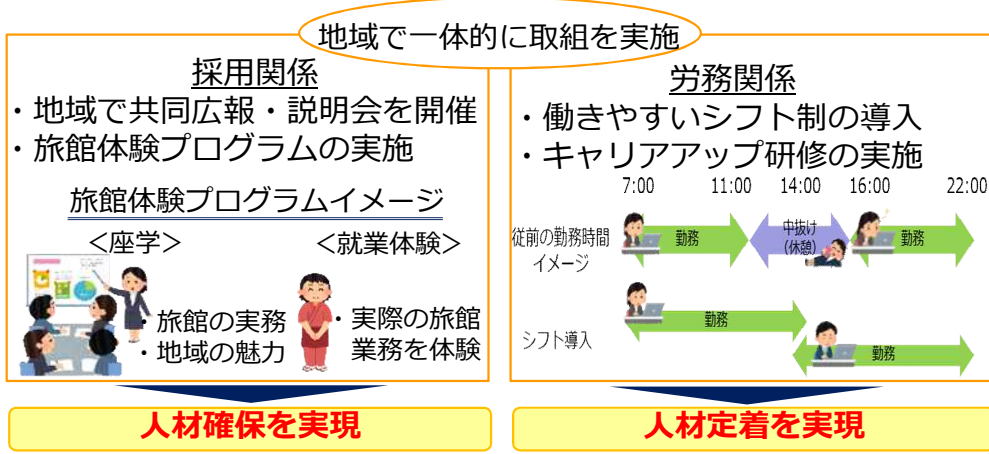 地域で一体的に取組を実施
採用関係
・地域で共同広報・説明会を開催
・旅館体験プログラムの実施
旅館体験プログラムイメージ
＜座学＞
＜就業体験＞
・旅館の実務
・地域の魅力
・実際の旅館
業務を体験
人材確保を実現
労務関係
・働きやすいシフト制の導入
・キャリアアップ研修の実施
7:00 11:00 14:00 16:00 22:00
従前の勤務時間
イメージ
勤務
中抜け
(休憩)
勤務
シフト導入
勤務
勤務
人材定着を実現